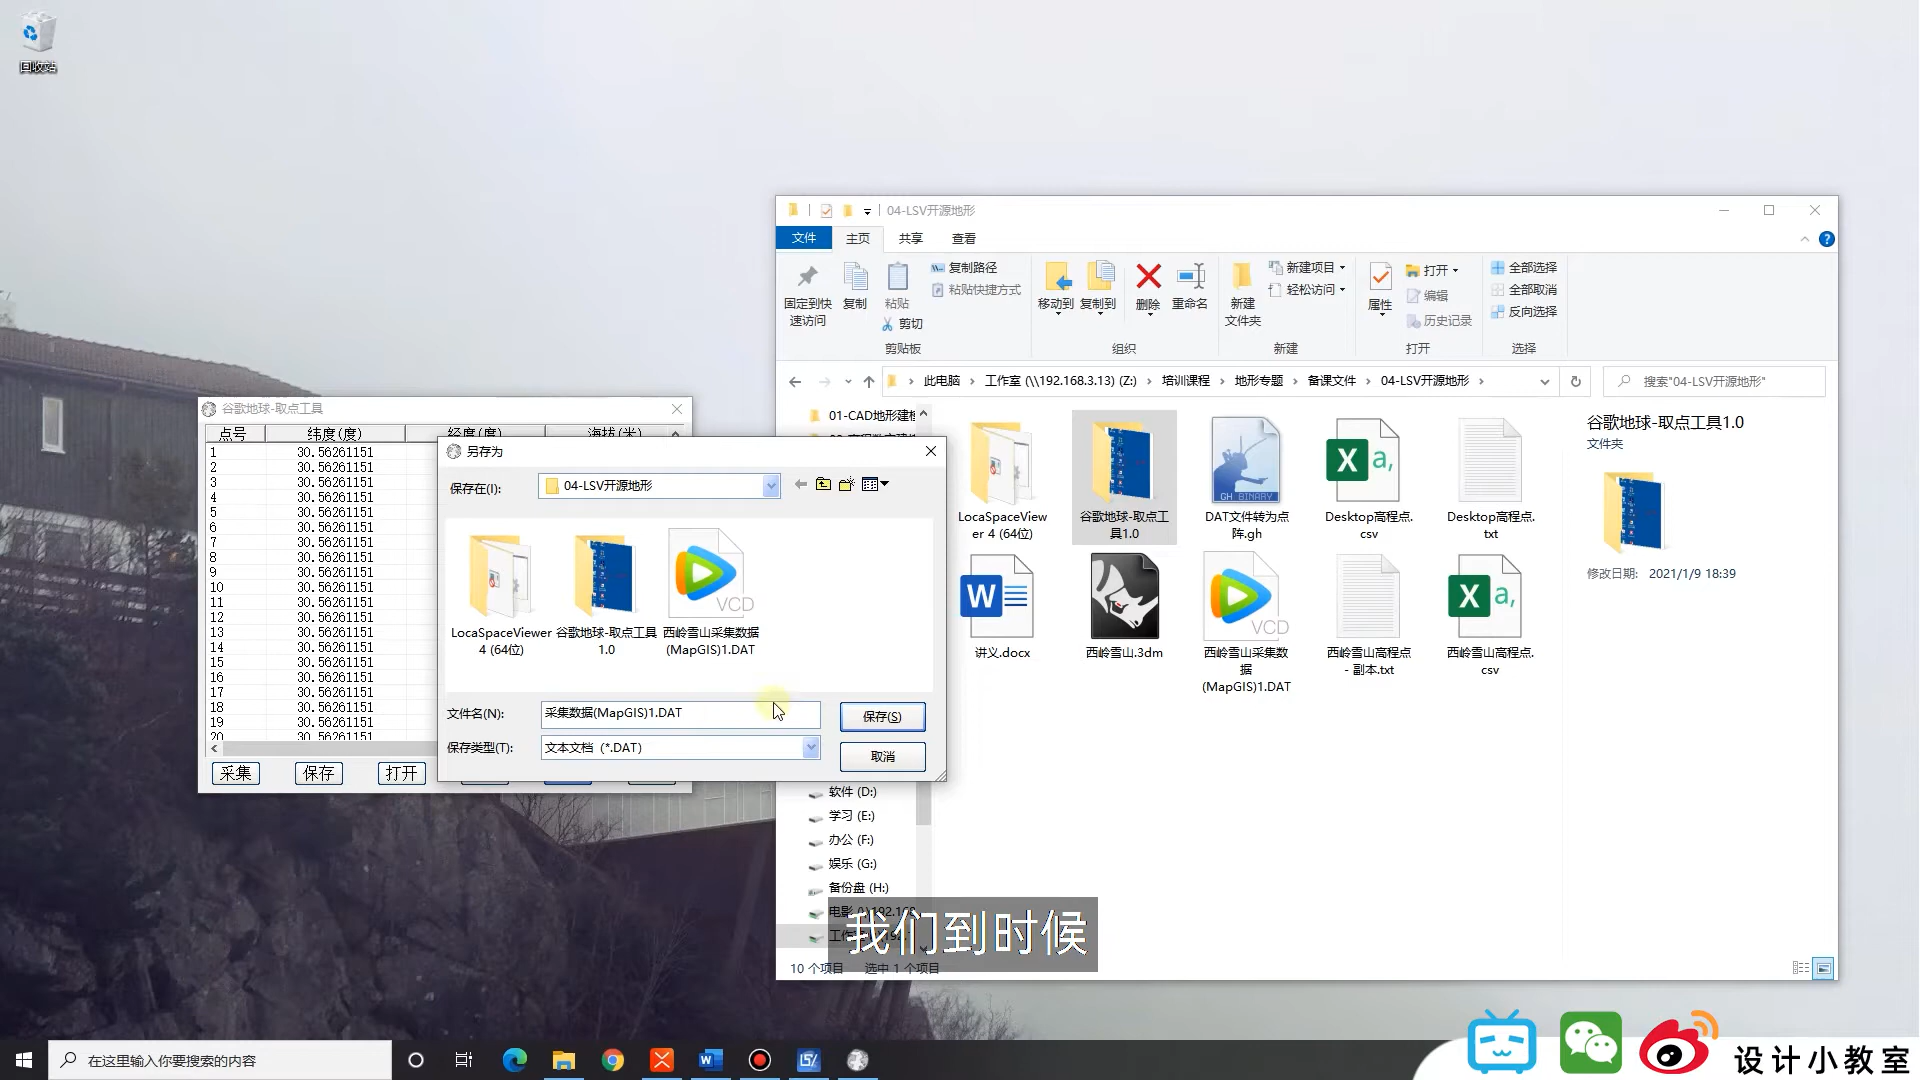 回收站
04-LSV开源地形
文件
主页
共享
查看
固定到快
速访问
复制
粘贴
复制路径
粘贴快捷方式
剪切
剪贴板
移动到
复制到
删除
重命名
组织
新建
文件夹
新建项目
轻松访问
新建
属性
打开
编辑
历史记录
打开
全部选择
全部取消
反向选择
选择
此电脑
工作室 (\\192.168.3.13) (Z:)
培训课程
地形专题
备课文件
04-LSV开源地形
搜索"04-LSV开源地形"
LocaSpaceView
er 4 (64位)
谷歌地球-取点工
具1.0
DAT文件转为点
阵.gh
GH BINARY
Desktop高程点.
csv
Desktop高程点.
txt
讲义.docx
西岭雪山.3dm
VCD
西岭雪山采集数
据
(MapGIS)1.DAT
西岭雪山高程点
- 副本.txt
西岭雪山高程点.
csv
谷歌地球-取点工具1.0
文件夹
修改日期: 2021/1/9 18:39
软件 (D:)
学习 (E:)
办公 (F:)
娱乐 (G:)
备份盘 (H:)
10 个项目
选中 1 个项目
谷歌地球-取点工具
点号 纬度(度) 经度(度) 海拔(米)
1 30.56261151
2 30.56261151
3 30.56261151
4 30.56261151
5 30.56261151
6 30.56261151
7 30.56261151
8 30.56261151
9 30.56261151
10 30.56261151
11 30.56261151
12 30.56261151
13 30.56261151
14 30.56261151
15 30.56261151
16 30.56261151
17 30.56261151
18 30.56261151
19 30.56261151
20 30.56261151
采集
保存
打开
另存为
保存在(I):
04-LSV开源地形
LocaSpaceViewer
4 (64位)
谷歌地球-取点工具
1.0
VCD
西岭雪山采集数据
(MapGIS)1.DAT
文件名(N):
采集数据(MapGIS)1.DAT
保存(S)
保存类型(T):
文本文档 (*.DAT)
取消
我们到时候
在这里输入你要搜索的内容
设计小教室